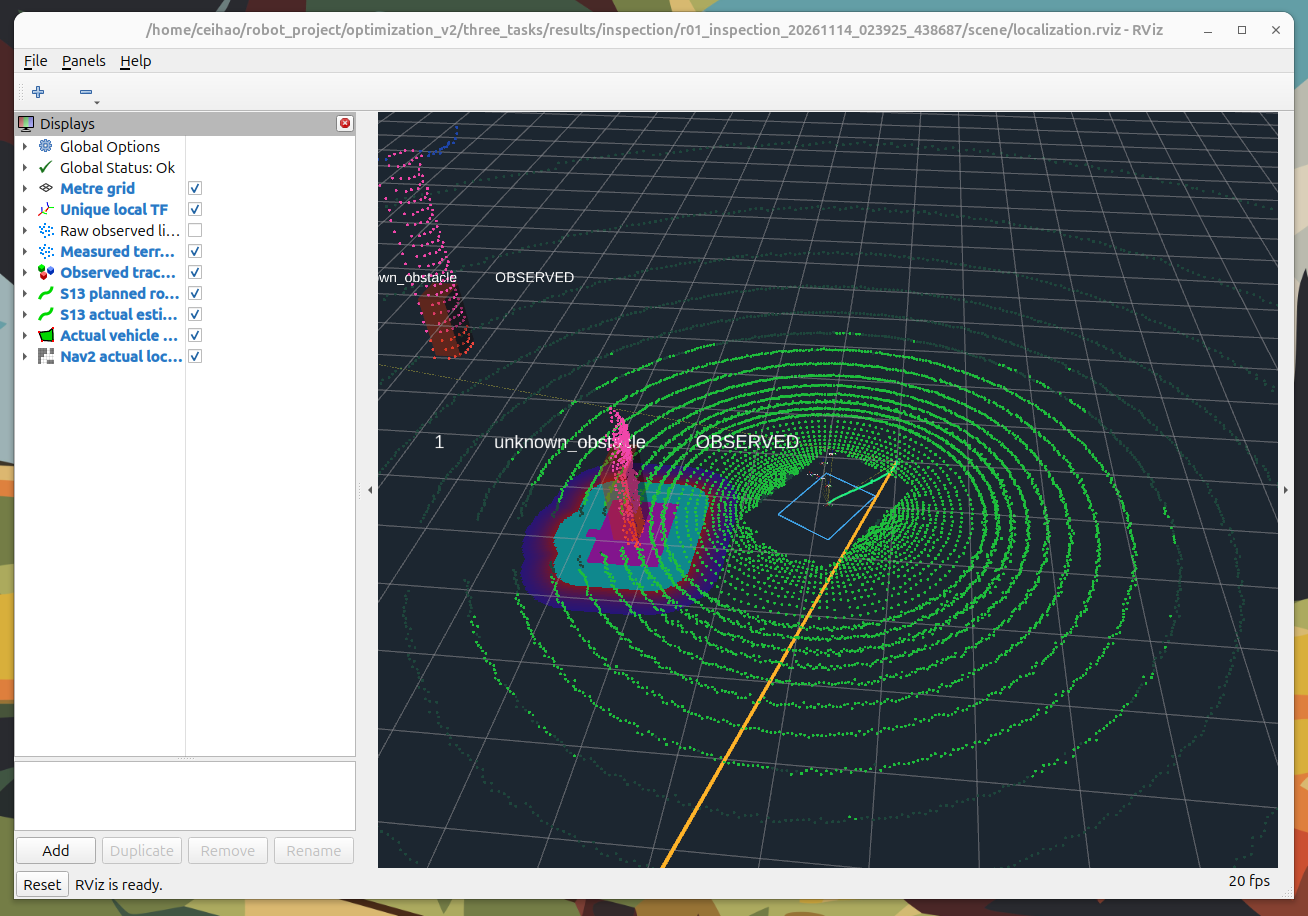 /home/ceihao/robot_project/optimization_v2/three_tasks/results/inspection/r01_inspection_20261114_023925_438687/scene/localization.rviz - RViz
File Panels Help
Displays
Global Options
Global Status: Ok
Metre grid
Unique local TF
Raw observed li...
Measured terr...
Observed trac...
S13 planned ro...
S13 actual esti...
Actual vehicle ...
Nav2 actual loc...
wn_obstacle OBSERVED
1 unknown_obstacle OBSERVED
Add Duplicate Remove Rename
Reset RViz is ready.
20 fps